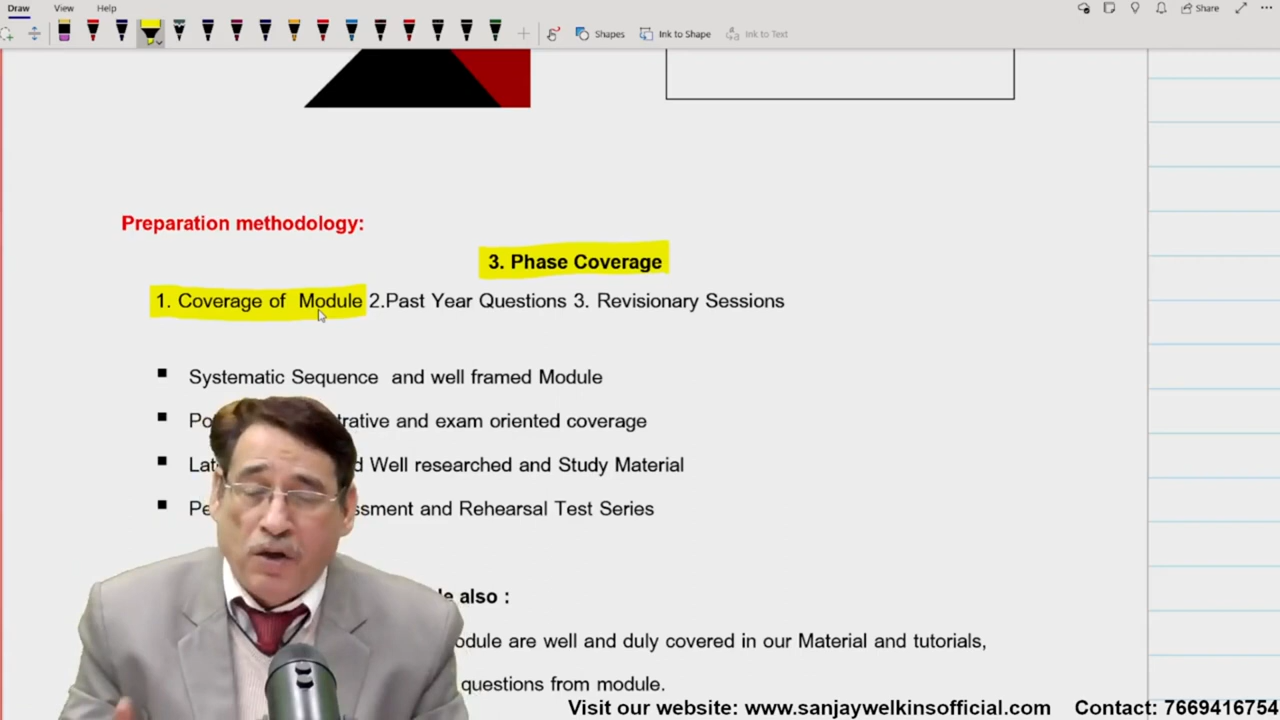 Draw View Help
Share
Shapes Ink to Shape Ink to Text
Preparation methodology:
3. Phase Coverage
1. Coverage of Module 2.Past Year Questions 3. Revisionary Sessions
Systematic Sequence and well framed Module
and exam oriented coverage
Well researched and Study Material
and Rehearsal Test Series
also :
are well and duly covered in our Material and tutorials,
questions from module.
Visit our website: www.sanjaywelkinsofficial.com Contact: 7669416754